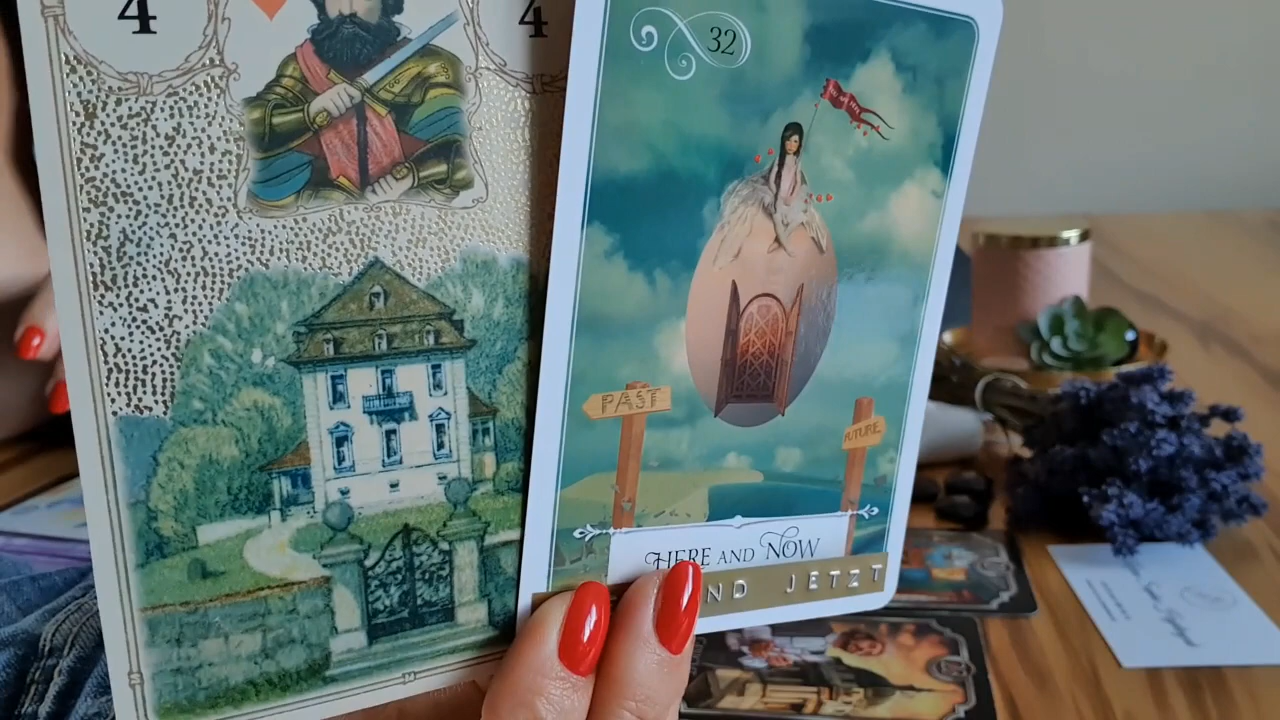 4
4
32
PAST
FUTURE
HERE AND NOW
ND JETZT